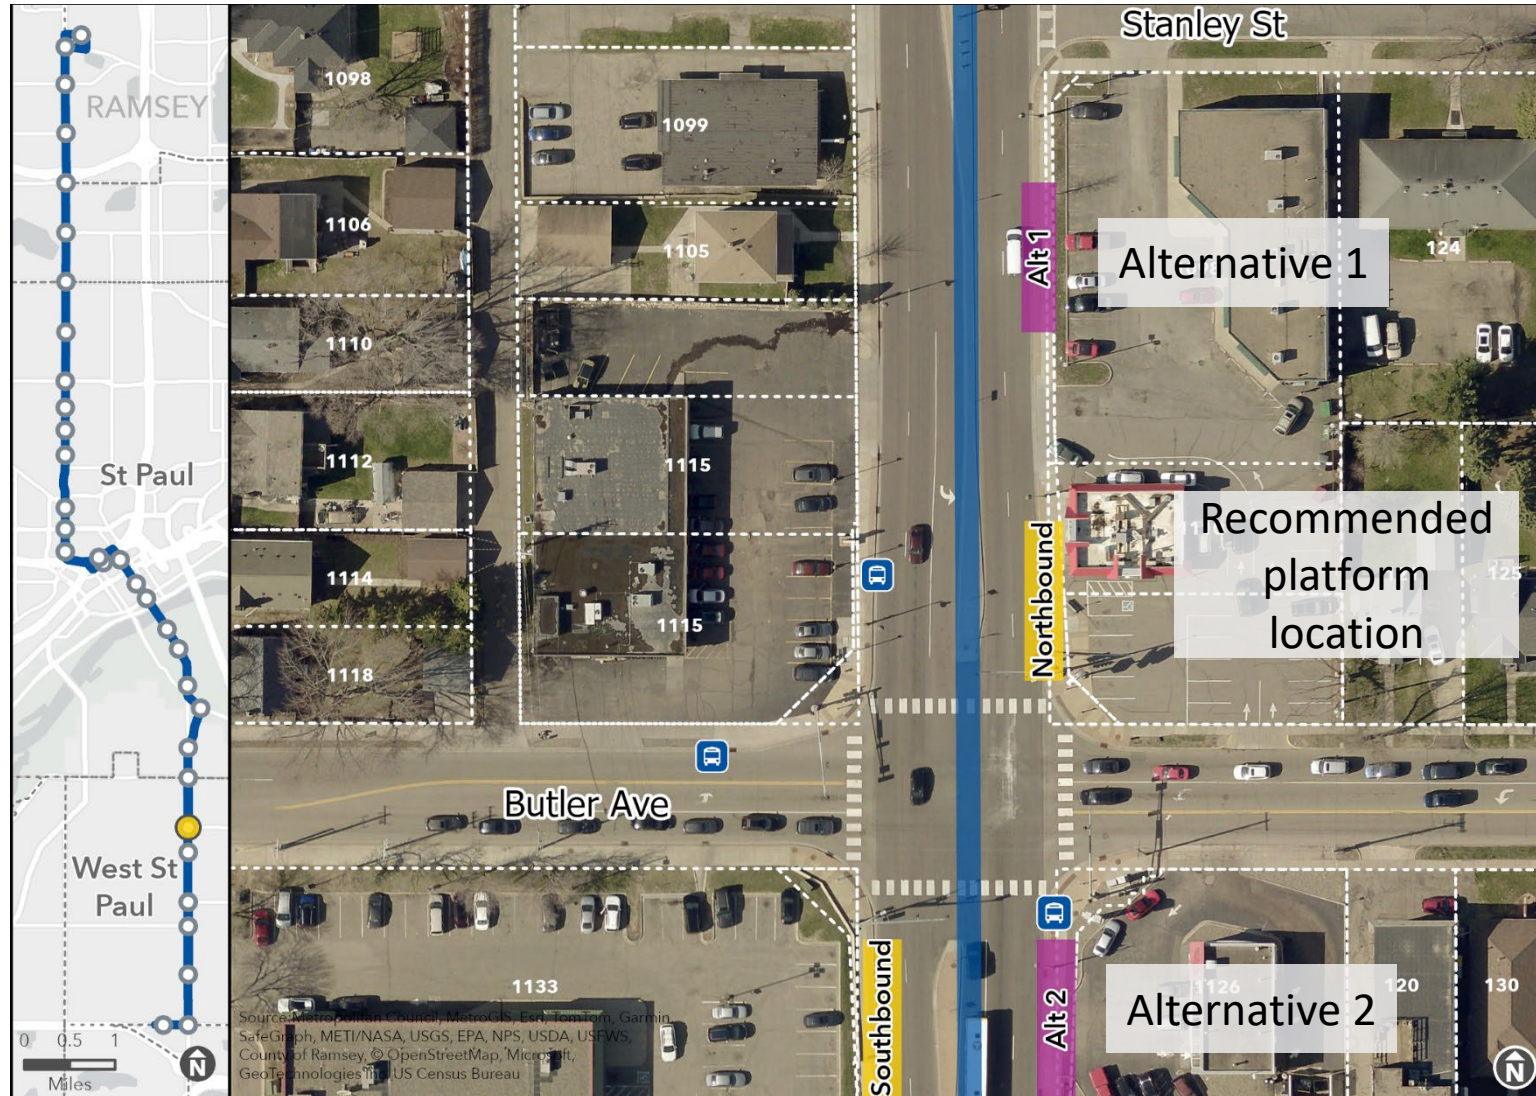 RAMSEY
St Paul
West St
Paul
0 0.5 1
Miles
N
Stanley St
1098
1099
1106
1105
1110
1112
1115
1114
1115
1118
Alt 1
Alternative 1
124
Northbound
Recommended
platform
location
125
Butler Ave
1133
Southbound
Alt 2
1126
Alternative 2
120
130
Source: Metropolitan Council, MetroGIS, Esri, TomTom, Garmin,
SafeGraph, METI/NASA, USGS, EPA, NPS, USDA, USFWS,
County of Ramsey, © OpenStreetMap, Microsoft,
GeoTechnologies Inc, US Census Bureau
N